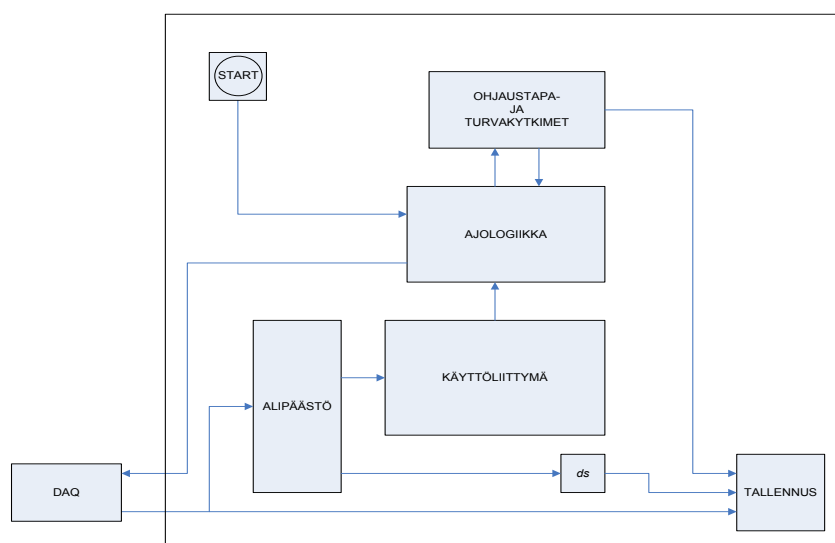 START
OHJAUSTAPA-
JA
TURVAKYTKIMET
AJOLOGIIKKA
KÄYTTÖLIITTYMÄ
ALIPÄÄSTÖ
ds
DAQ
TALLENNUS